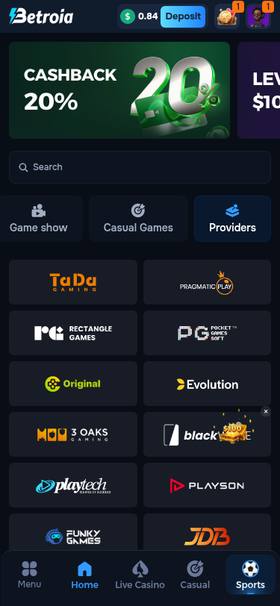 Betroia
$ 0.84 Deposit
1
1
CASHBACK
20%
20
LEV
$10
Search
Game show
Casual Games
Providers
TaDa
GAMING
PRAGMATIC PLAY
RG RECTANGLE
GAMES
PG POCKET™
GAMES
SOFT
Original
Evolution
3 OAKS
GAMING
black
playtech
PLAYSON
FUNKY
GAMES
JDB
Menu
Home
Live Casino
Casual
Sports